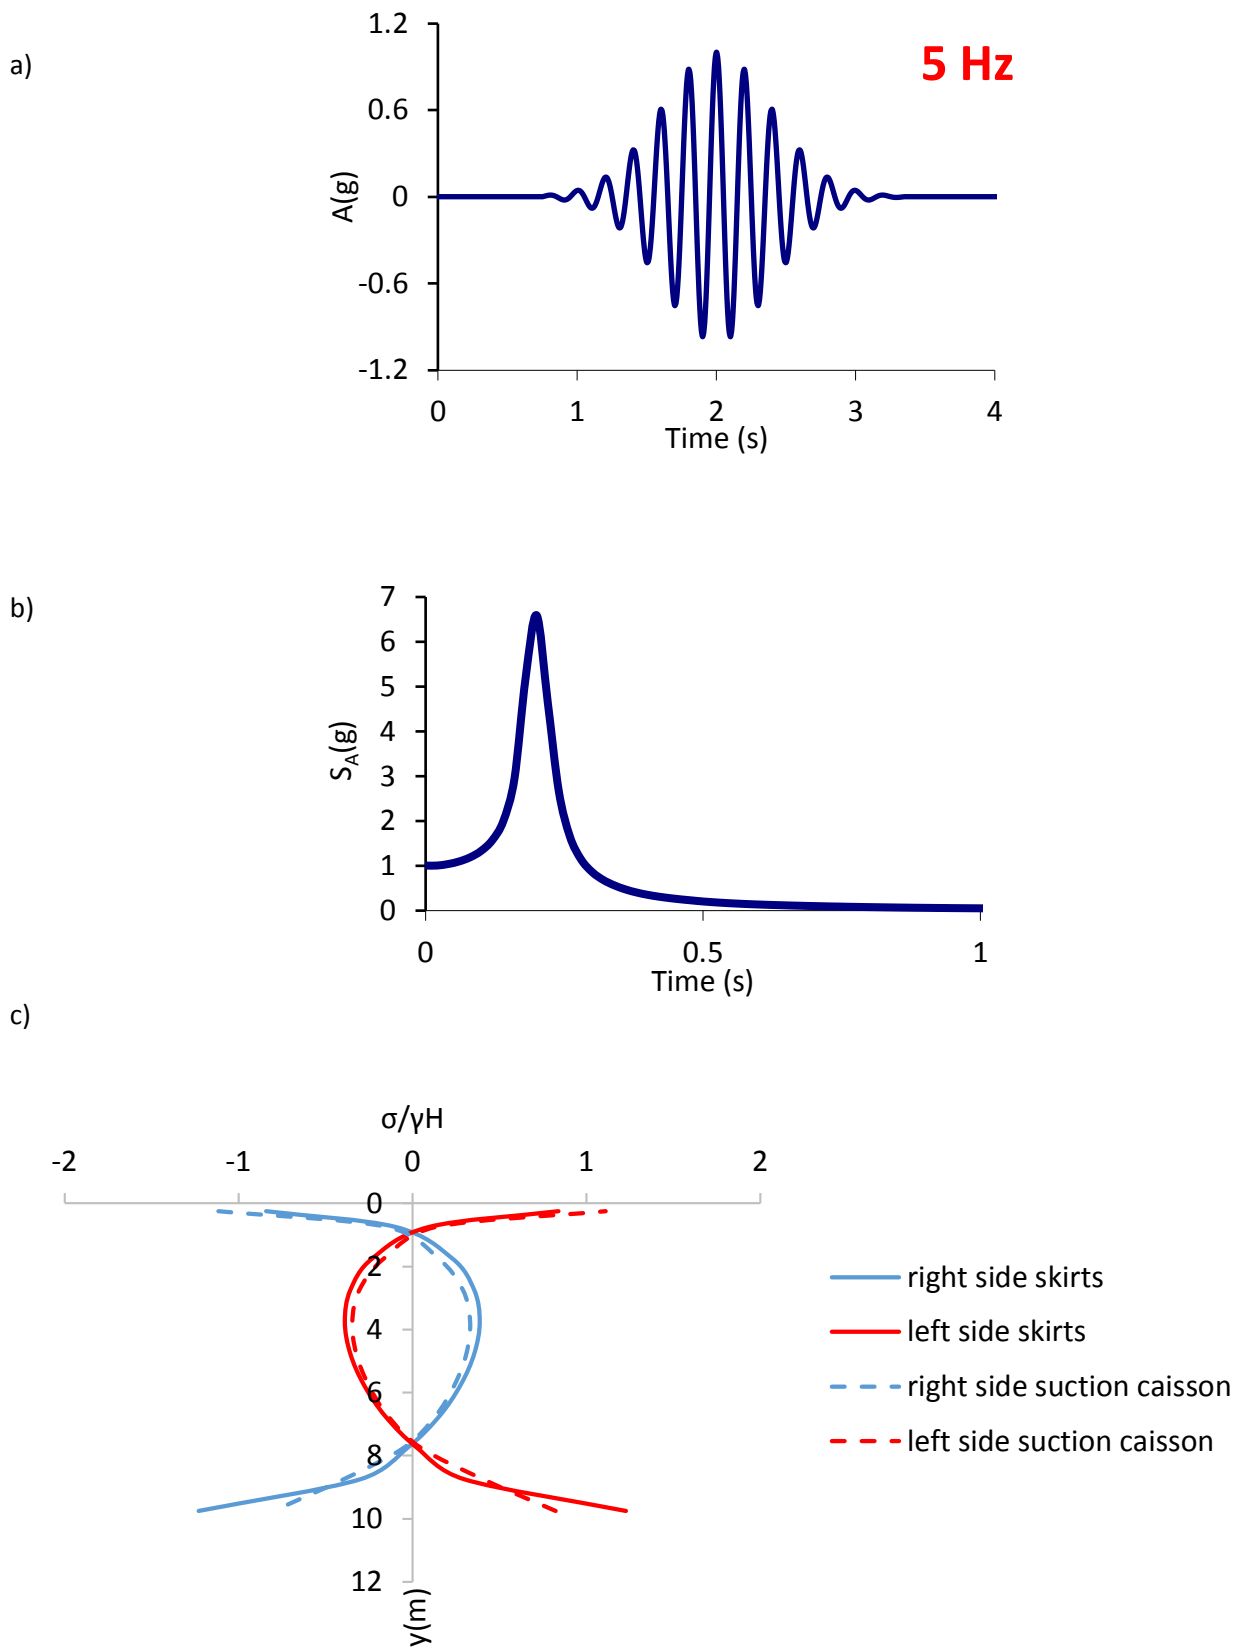 a)
5 Hz
1.2
0.6
0
-0.6
-1.2
A(g)
0 1 2 3 4
Time (s)
b)
7
6
5
4
3
2
1
0
S_A(g)
0 0.5 1
Time (s)
c)
σ/γH
-2 -1 0 1 2
0
2
4
6
8
10
12
y(m)
right side skirts
left side skirts
right side suction caisson
left side suction caisson